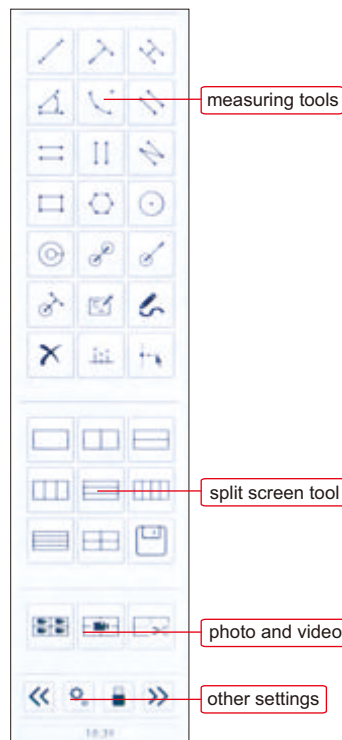 measuring tools
split screen tool
photo and video
other settings
10:31